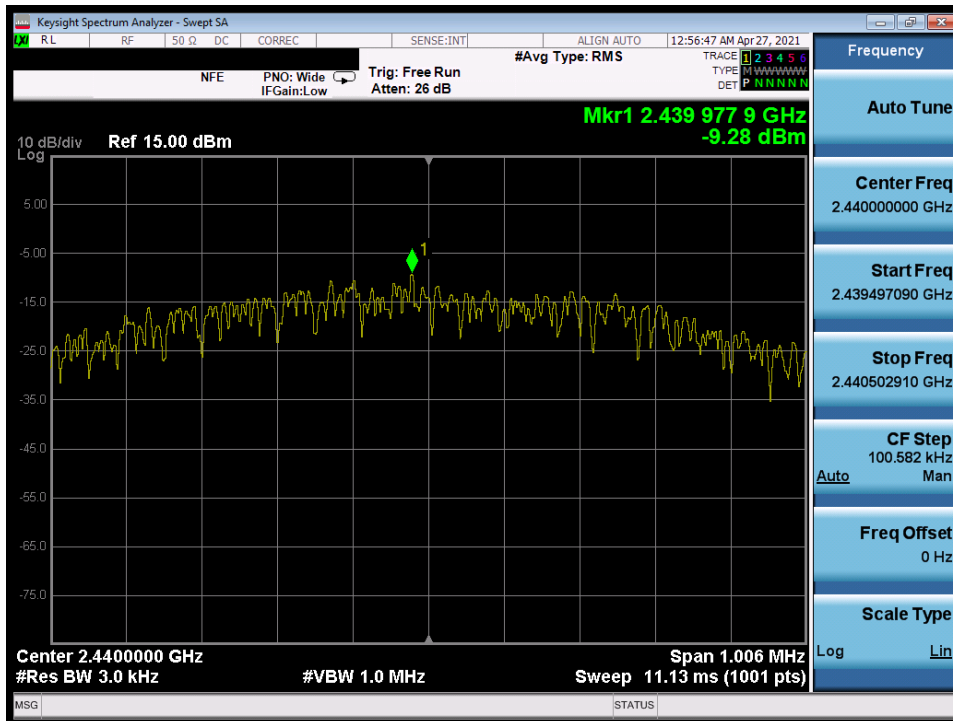 Keysight Spectrum Analyzer - Swept SA
LXI RL RF 50 Ω DC CORREC SENSE:INT ALIGN AUTO 12:56:47 AM Apr 27, 2021
NFE PNO: Wide Trig: Free Run #Avg Type: RMS TRACE 1 2 3 4 5 6
IFGain:Low Atten: 26 dB TYPE M W W W W W
DET P N N N N N
Mkr1 2.439 977 9 GHz
-9.28 dBm
10 dB/div Ref 15.00 dBm
Log
5.00
-5.00
1
-15.0
-25.0
-35.0
-45.0
-55.0
-65.0
-75.0
Center 2.4400000 GHz Span 1.006 MHz
#Res BW 3.0 kHz #VBW 1.0 MHz Sweep 11.13 ms (1001 pts)
MSG STATUS
Frequency
Auto Tune
Center Freq
2.440000000 GHz
Start Freq
2.439497090 GHz
Stop Freq
2.440502910 GHz
CF Step
100.582 kHz
Auto Man
Freq Offset
0 Hz
Scale Type
Log Lin